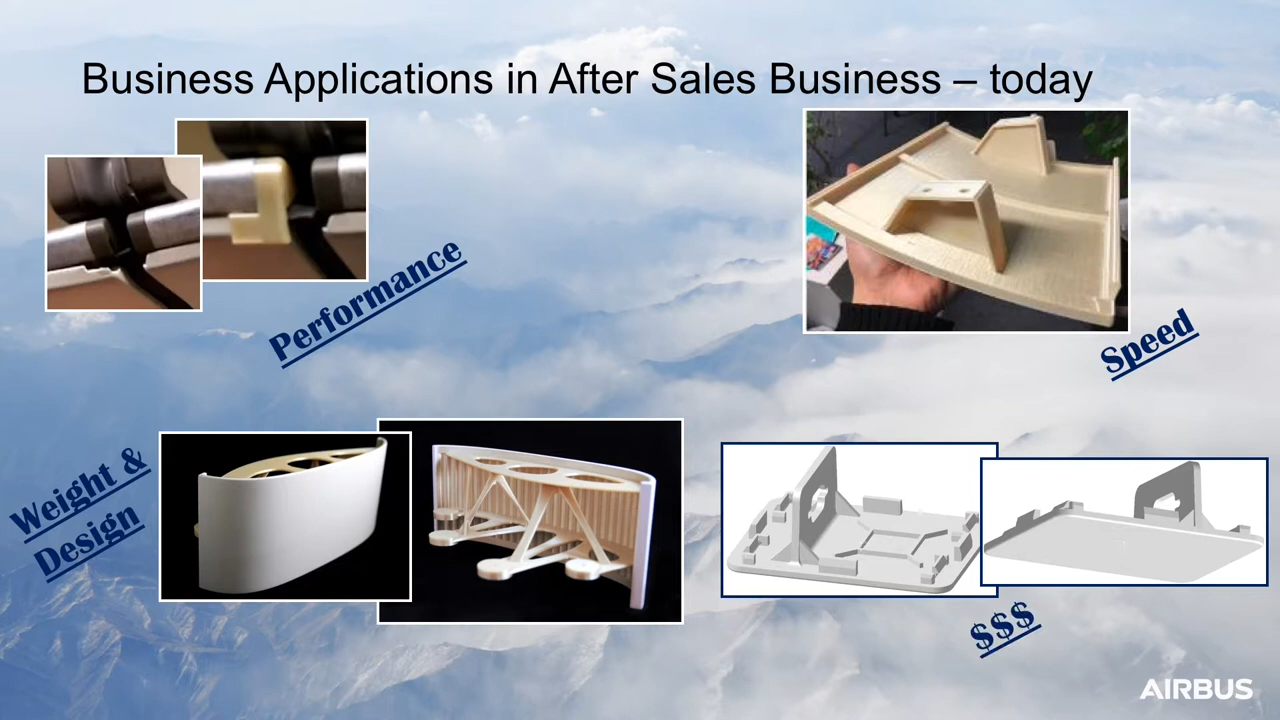 Business Applications in After Sales Business – today
Performance
Speed
Weight &
Design
$$$
AIRBUS